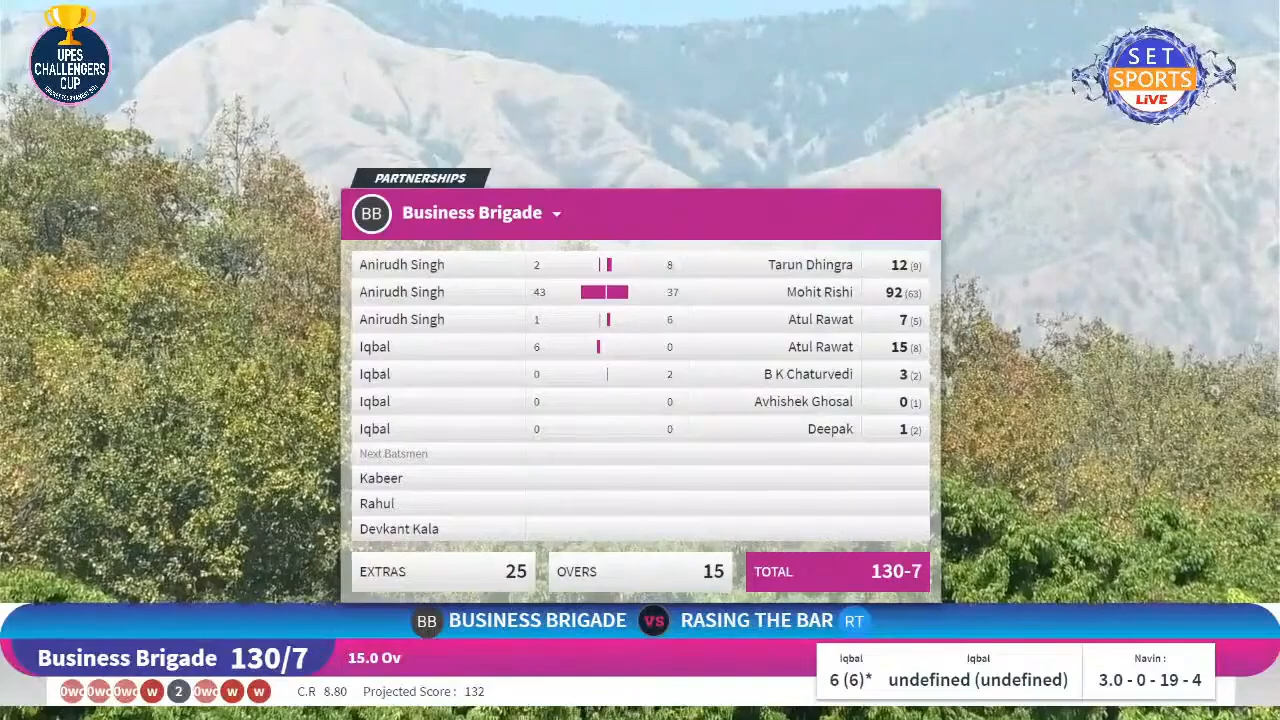 UPES
CHALLENGERS
CUP
SET
SPORTS
LiVE
PARTNERSHIPS
BB Business Brigade
Anirudh Singh 2 8 Tarun Dhingra 12 (9)
Anirudh Singh 43 37 Mohit Rishi 92 (63)
Anirudh Singh 1 6 Atul Rawat 7 (5)
Iqbal 6 0 Atul Rawat 15 (8)
Iqbal 0 2 B K Chaturvedi 3 (2)
Iqbal 0 0 Avhishek Ghosal 0 (1)
Iqbal 0 0 Deepak 1 (2)
Next Batsmen
Kabeer
Rahul
Devkant Kala
EXTRAS 25 OVERS 15 TOTAL 130-7
BB BUSINESS BRIGADE VS RASING THE BAR RT
Business Brigade 130/7 15.0 Ov
Iqbal Iqbal Navin :
6 (6)* undefined (undefined) 3.0 - 0 - 19 - 4
0wc 0wc 0wc w 2 0wc w w C.R 8.80 Projected Score : 132